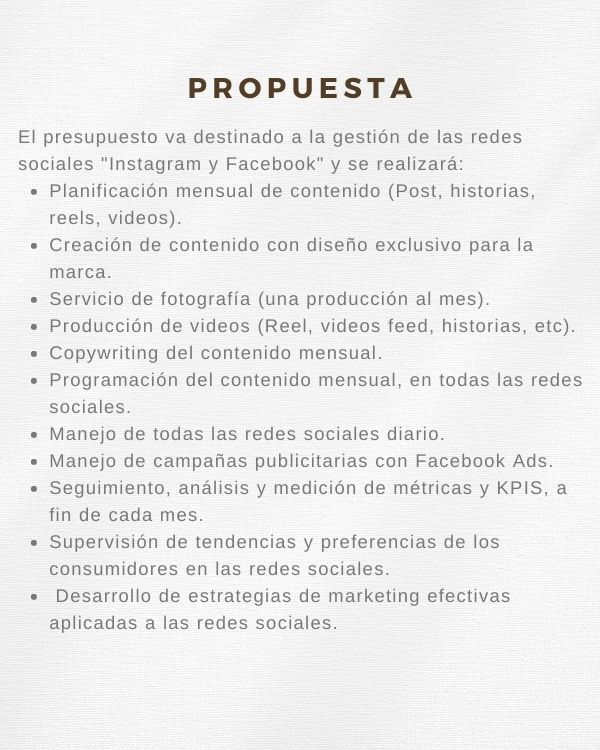 PROPUESTA
El presupuesto va destinado a la gestión de las redes
sociales "Instagram y Facebook" y se realizará:
• Planificación mensual de contenido (Post, historias,
reels, videos).
• Creación de contenido con diseño exclusivo para la
marca.
• Servicio de fotografía (una producción al mes).
• Producción de videos (Reel, videos feed, historias, etc).
• Copywriting del contenido mensual.
• Programación del contenido mensual, en todas las redes
sociales.
• Manejo de todas las redes sociales diario.
• Manejo de campañas publicitarias con Facebook Ads.
• Seguimiento, análisis y medición de métricas y KPIS, a
fin de cada mes.
• Supervisión de tendencias y preferencias de los
consumidores en las redes sociales.
• Desarrollo de estrategias de marketing efectivas
aplicadas a las redes sociales.